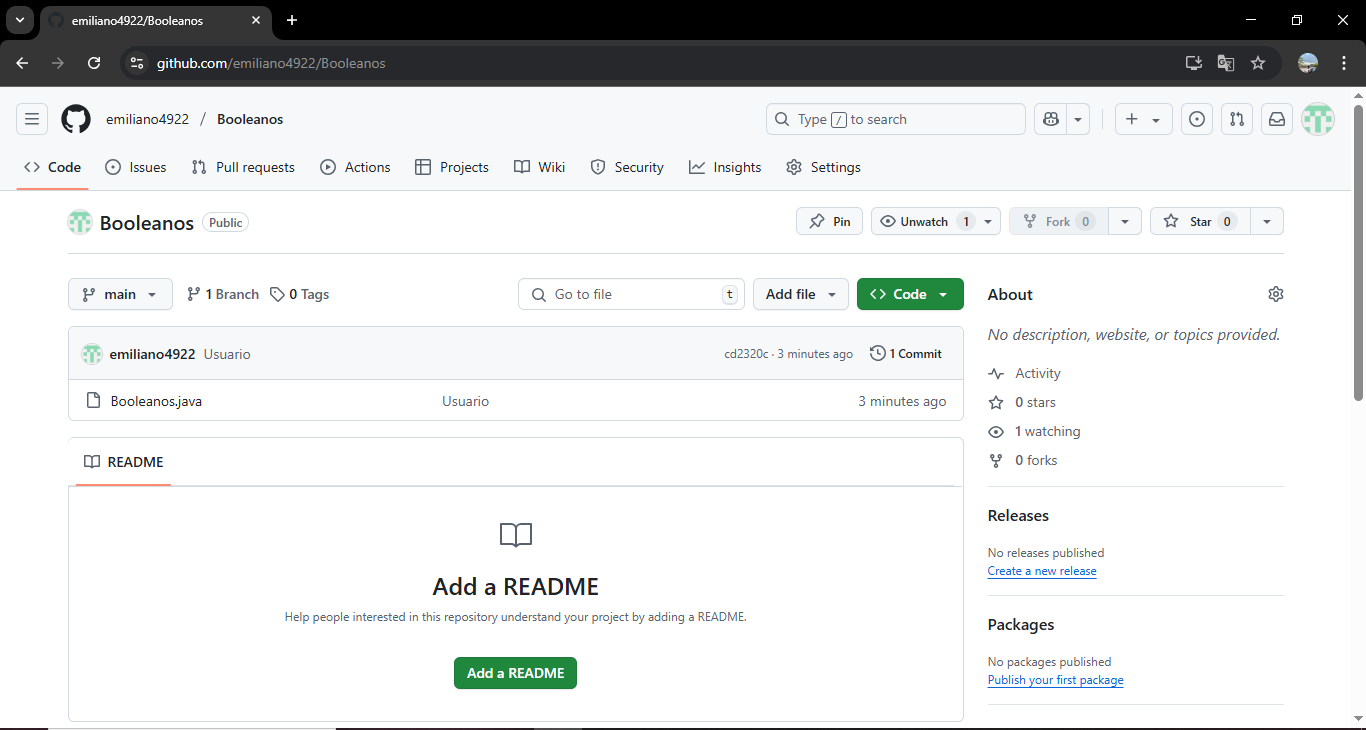 emiliano4922/Booleanos
github.com/emiliano4922/Booleanos
emiliano4922 / Booleanos
Type / to search
Code Issues Pull requests Actions Projects Wiki Security Insights Settings
Booleanos Public
Pin Unwatch 1 Fork 0 Star 0
main 1 Branch 0 Tags Go to file t Add file Code
emiliano4922 Usuario cd2320c · 3 minutes ago 1 Commit
Booleanos.java Usuario 3 minutes ago
README
Add a README
Help people interested in this repository understand your project by adding a README.
Add a README
About
No description, website, or topics provided.
Activity
0 stars
1 watching
0 forks
Releases
No releases published
Create a new release
Packages
No packages published
Publish your first package